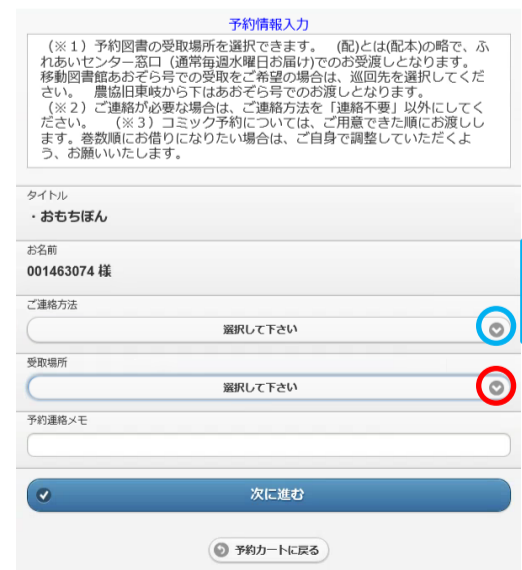 予約情報入力
（※１）予約図書の受取場所を選択できます。　(配)とは(配本)の略で、ふ
れあいセンター窓口（通常毎週水曜日お届け)でのお受渡しとなります。
移動図書館あおぞら号での受取をご希望の場合は、巡回先を選択してくだ
さい。　農協旧東岐から下はあおぞら号でのお渡しとなります。
（※２）ご連絡が必要な場合は、ご連絡方法を「連絡不要」以外にしてく
ださい。　（※３）コミック予約については、ご用意できた順にお渡しし
ます。巻数順にお借りになりたい場合は、ご自身で調整していただくよ
う、お願いいたします。
タイトル
・おもちぼん
お名前
001463074 様
ご連絡方法
選択して下さい
受取場所
選択して下さい
予約連絡メモ
次に進む
予約カートに戻る